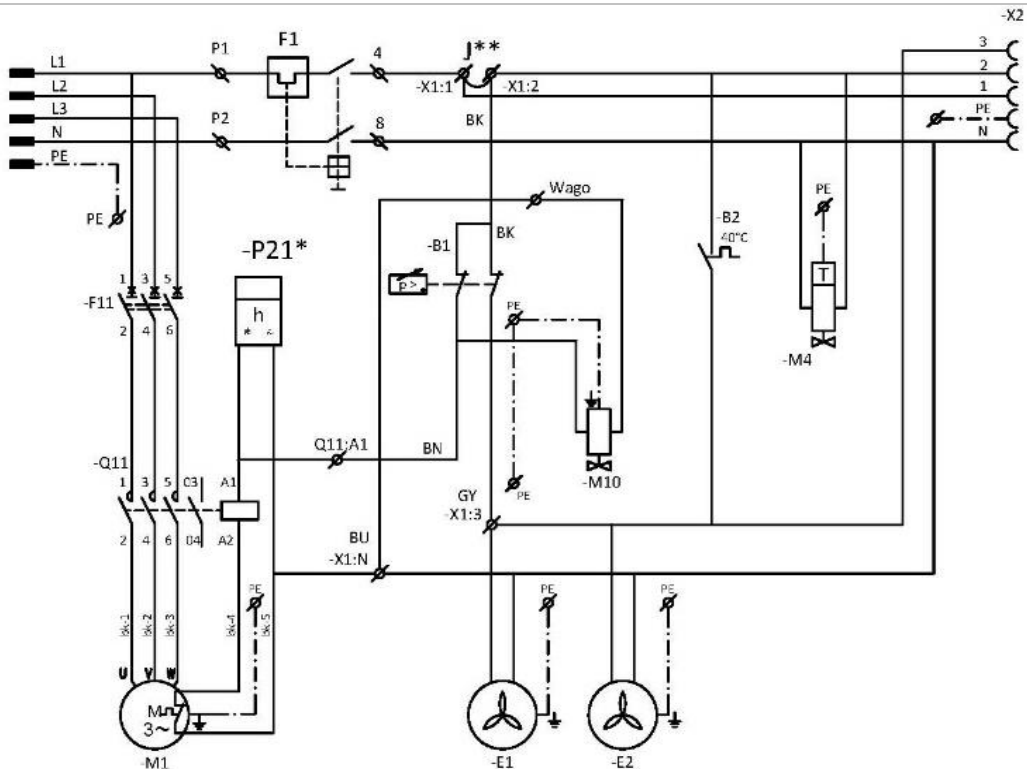 -X2
F1
P1
4
J**
3
L1
2
-X1:1
-X1:2
L2
1
L3
P2
8
BK
PE
N
N
PE
Wago
PE
PE
-B1
BK
-B2
40°C
-P21*
T
1 3 5
p>
-F11
h
PE
2 4 6
-M4
Q11:A1
BN
-Q11
-M10
1 3 5 03 A1
GY
PE
-X1:3
2 4 6 04 A2
BU
-X1:N
PE
PE
PE
bk-1
bk-2
bk-3
bk-4
bk-5
U V W
M
3~
-M1
-E1
-E2